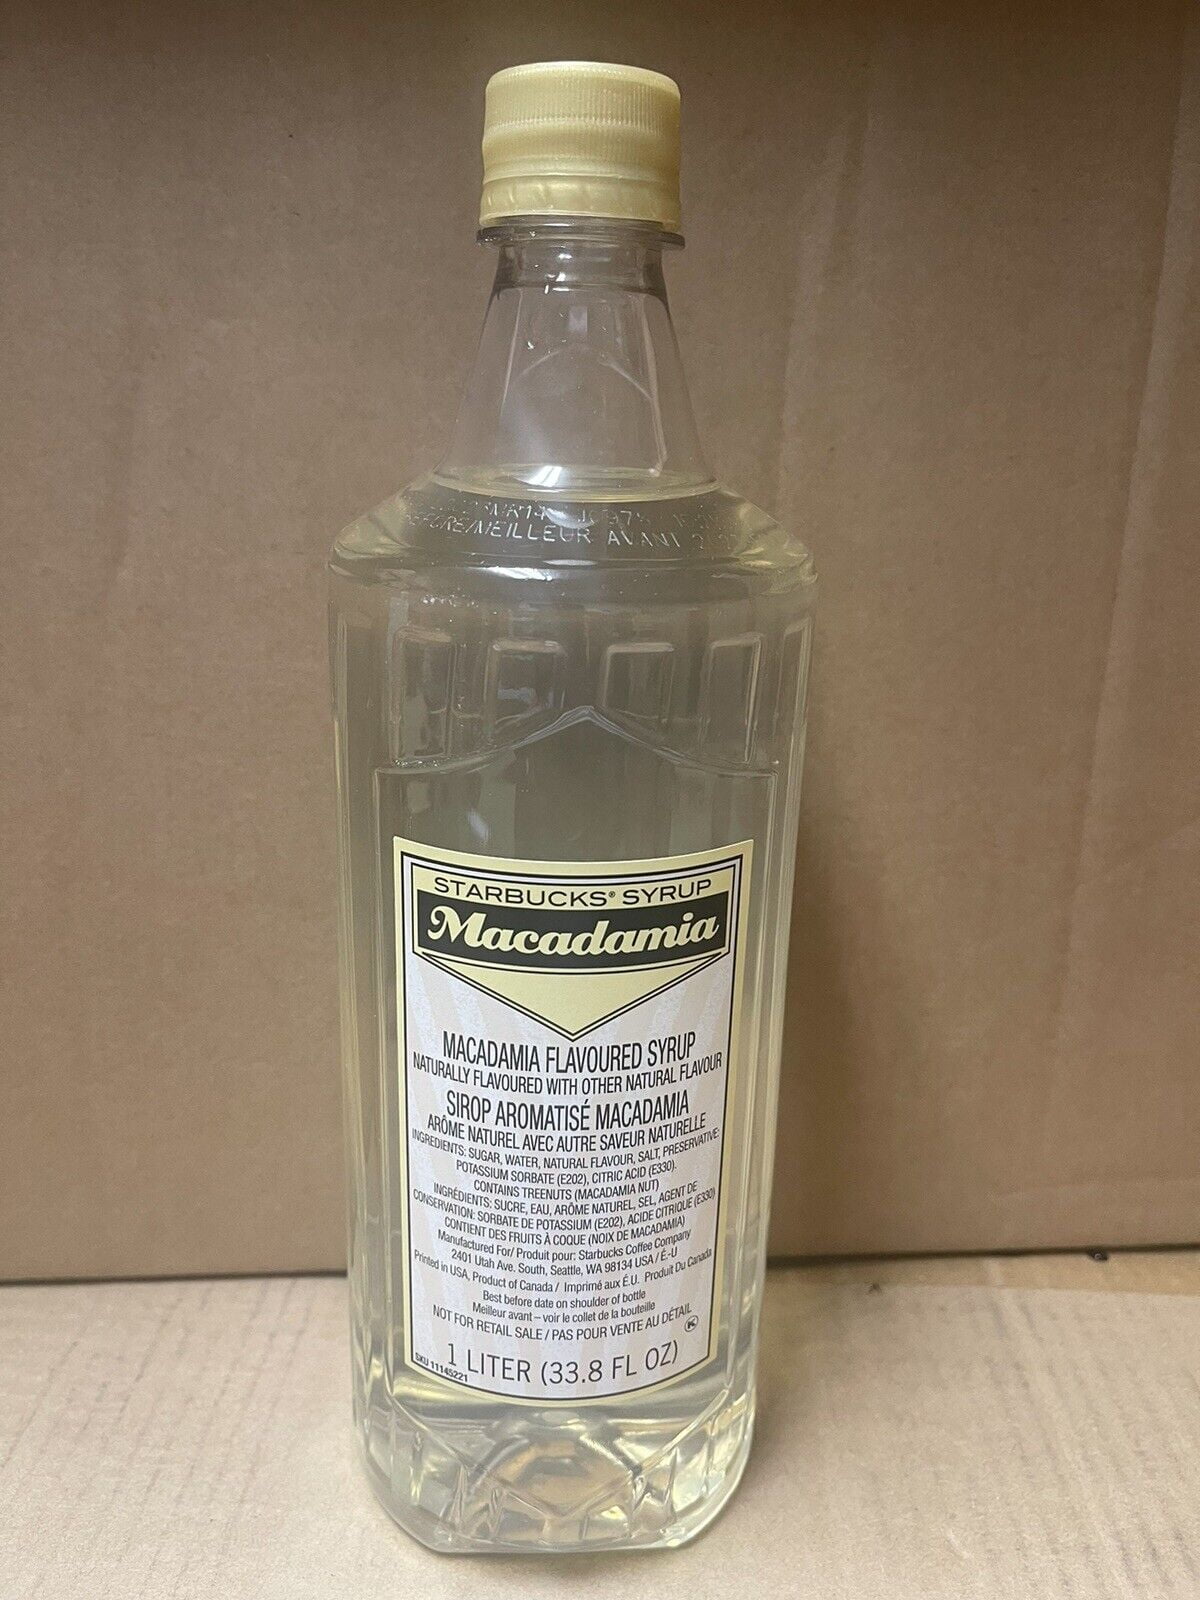 MEILLEUR AVANT
STARBUCKS® SYRUP
Macadamia
MACADAMIA FLAVOURED SYRUP
NATURALLY FLAVOURED WITH OTHER NATURAL FLAVOUR
SIROP AROMATISÉ MACADAMIA
ARÔME NATUREL AVEC AUTRE SAVEUR NATURELLE
INGREDIENTS: SUGAR, WATER, NATURAL FLAVOUR, SALT, PRESERVATIVE:
POTASSIUM SORBATE (E202), CITRIC ACID (E330).
CONTAINS TREENUTS (MACADAMIA NUT)
INGRÉDIENTS: SUCRE, EAU, ARÔME NATUREL, SEL, AGENT DE
CONSERVATION: SORBATE DE POTASSIUM (E202), ACIDE CITRIQUE (E330)
CONTIENT DES FRUITS À COQUE (NOIX DE MACADAMIA)
Manufactured For/ Produit pour: Starbucks Coffee Company
2401 Utah Ave. South, Seattle, WA 98134 USA / É.-U
Printed in USA, Product of Canada / Imprimé aux É.U. Produit Du Canada
Best before date on shoulder of bottle
Meilleur avant – voir le collet de la bouteille
NOT FOR RETAIL SALE / PAS POUR VENTE AU DÉTAIL
K
1 LITER (33.8 FL OZ)
SKU 11145221